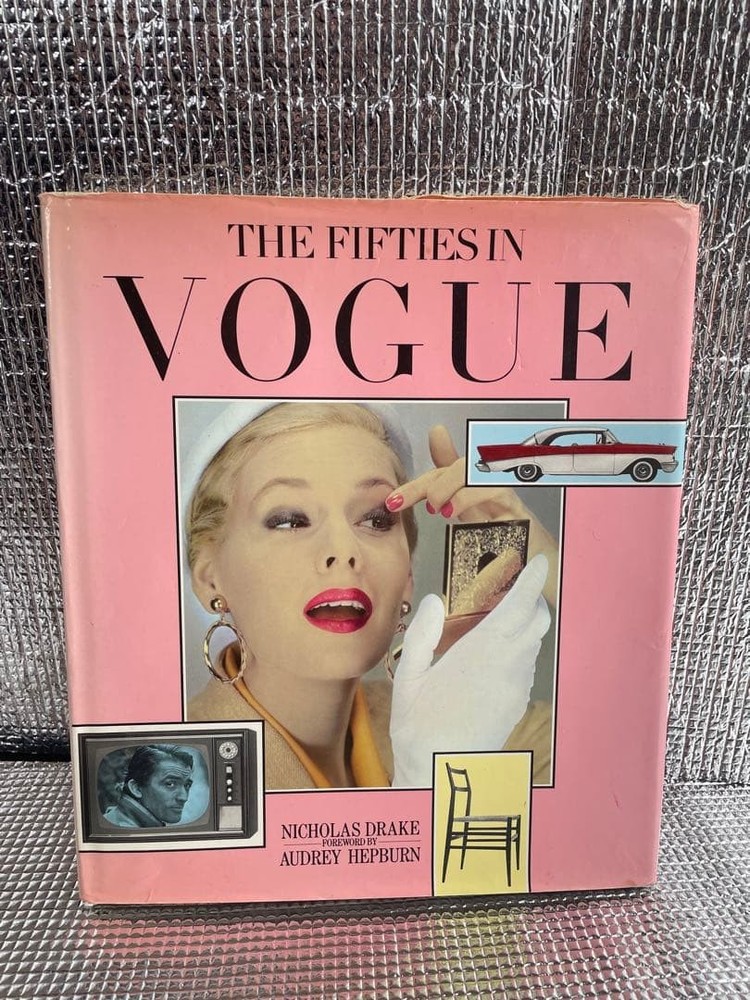 THE FIFTIES IN
VOGUE
NICHOLAS DRAKE
FOREWORD BY
AUDREY HEPBURN